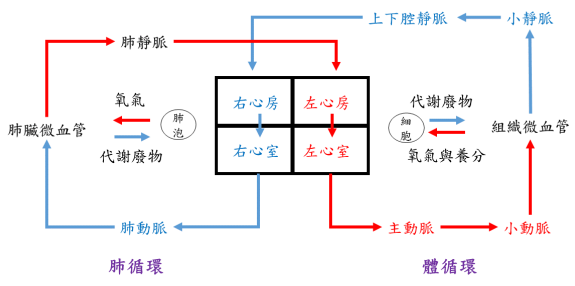 上下腔靜脈
小靜脈
肺靜脈
氧氣
肺泡
肺臟微血管
代謝廢物
右心房
左心房
右心室
左心室
代謝廢物
細胞
組織微血管
氧氣與養分
肺動脈
主動脈
小動脈
肺循環
體循環